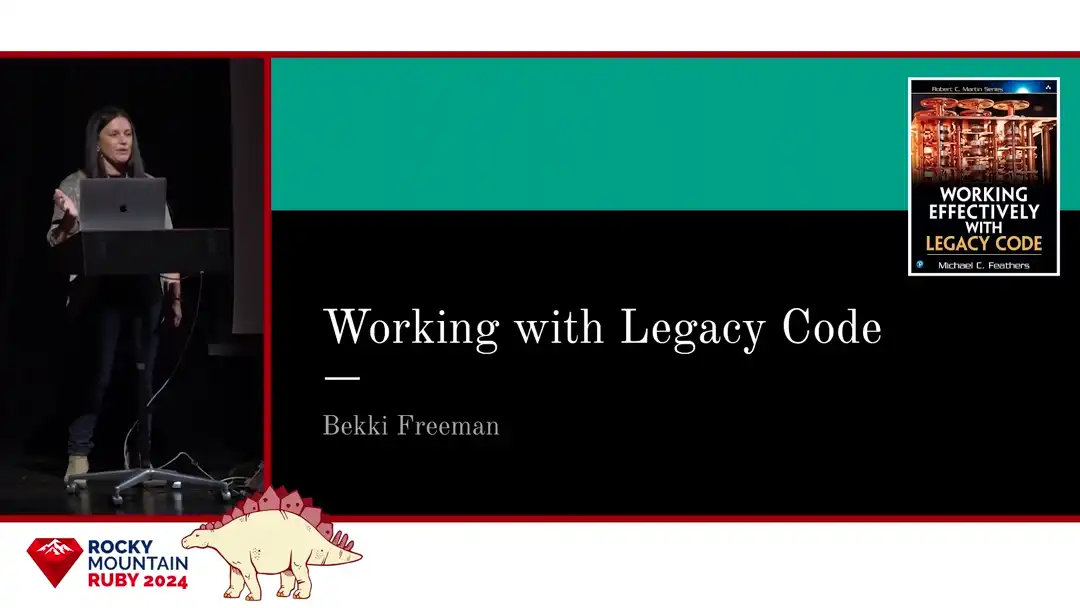 Robert C. Martin Series
WORKING
EFFECTIVELY
WITH
LEGACY CODE
Michael C. Feathers
Working with Legacy Code
Bekki Freeman
ROCKY
MOUNTAIN
RUBY 2024